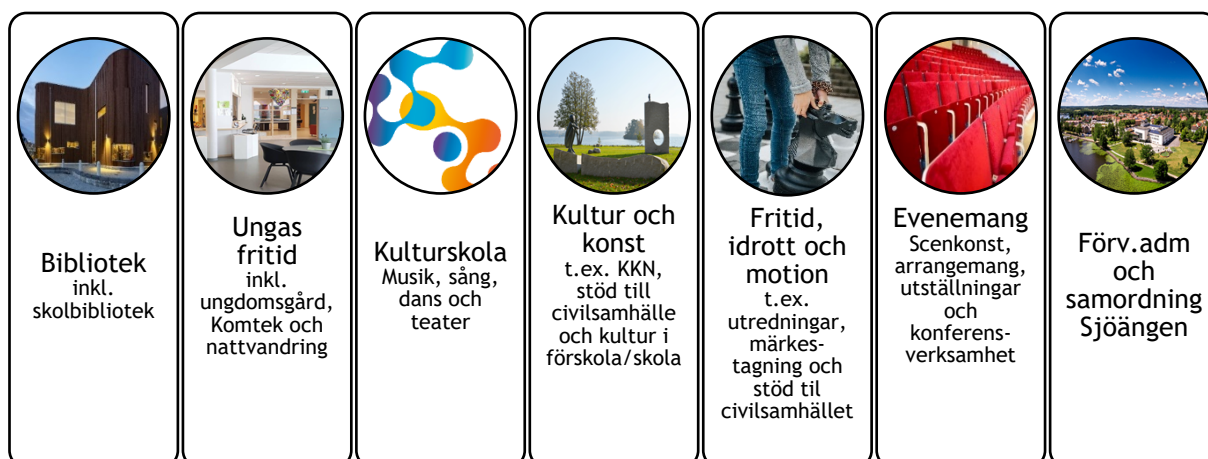 Bibliotek
inkl.
skolbibliotek
Ungas
fritid
inkl.
ungdomsgård,
Komtek och
nattvandring
Kulturskola
Musik, sång,
dans och
teater
Kultur och
konst
t.ex. KKN,
stöd till
civilsamhälle
och kultur i
förskola/skola
Fritid,
idrott och
motion
t.ex.
utredningar,
märkes-
tagning och
stöd til
civilsamhället
Evenemang
Scenkonst,
arrangemang,
utställningar
och
konferens-
verksamhet
Förv.adm
och
samordning
Sjöängen